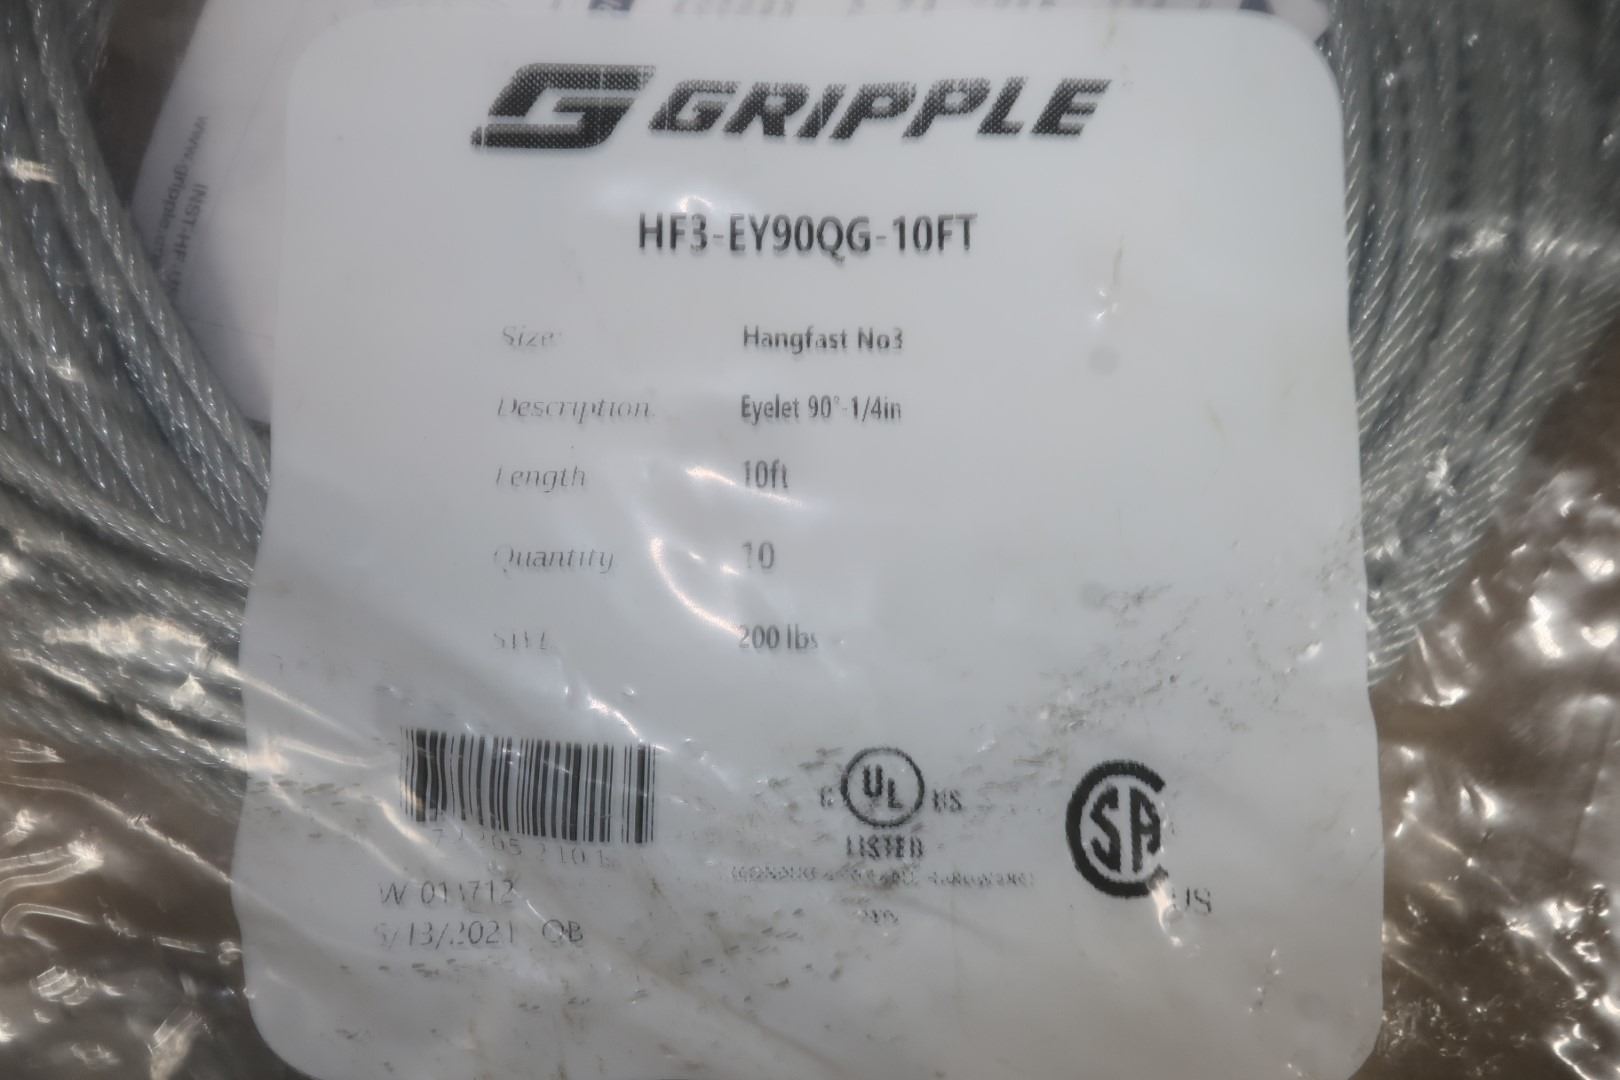 GRIPPLE
HF3-EY90QG-10FT
Size: Hangfast No3
Description Eyelet 90°-1/4in
Length 10ft
Quantity 10
200 lbs
C UL US
LISTED
SA US
5/13/2021 QB